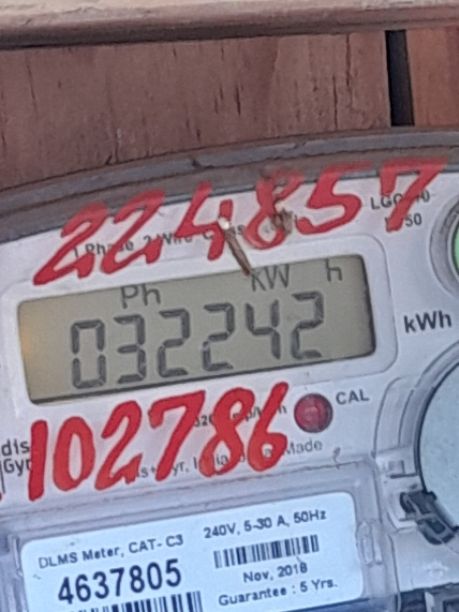 224857
Ph KW h
032242
kWh
CAL
102786
DLMS Meter, CAT- C3
240V, 5-30 A, 50Hz
4637805
Nov, 2018
Guarantee : 5 Yrs.